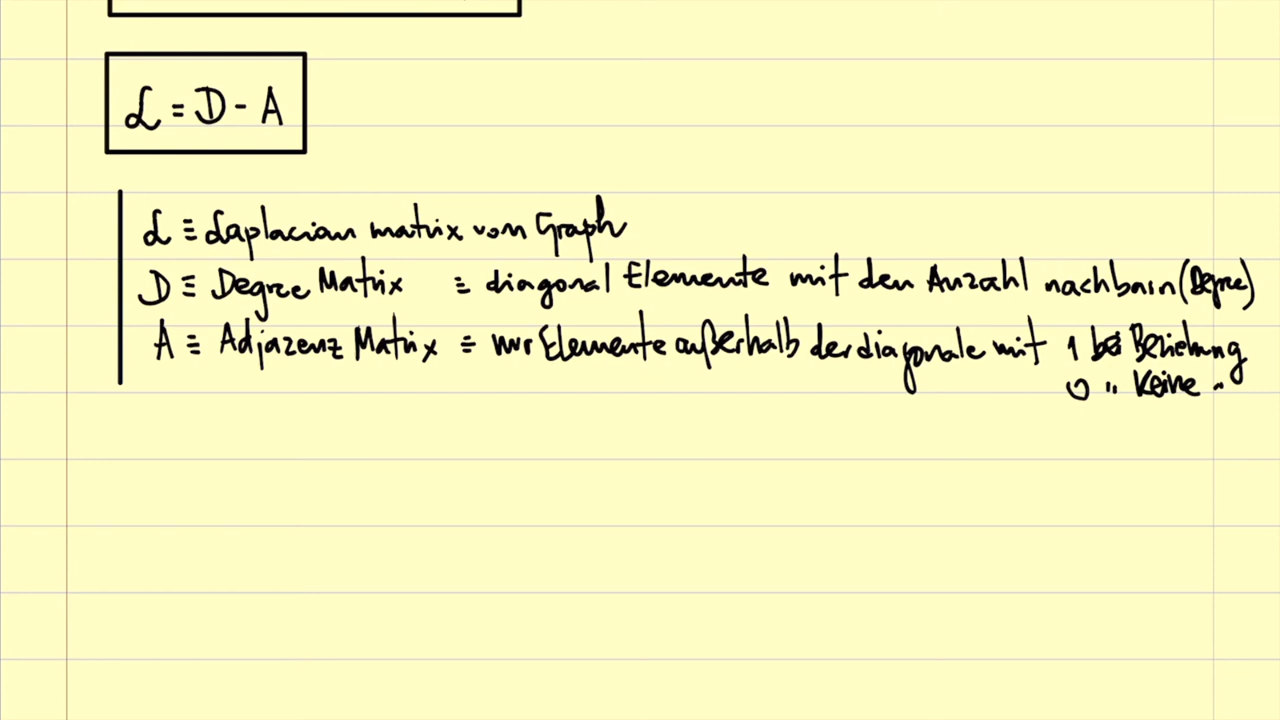 L = D - A
L ≡ Laplacian matrix von Graph
D ≡ Degree Matrix ≡ diagonal Elemente mit den Anzahl nachbarn (Degree)
A ≡ Adjazenz Matrix ≡ nur Elemente außerhalb der diagonale mit 1 bei Beziehung
0 " Keine "